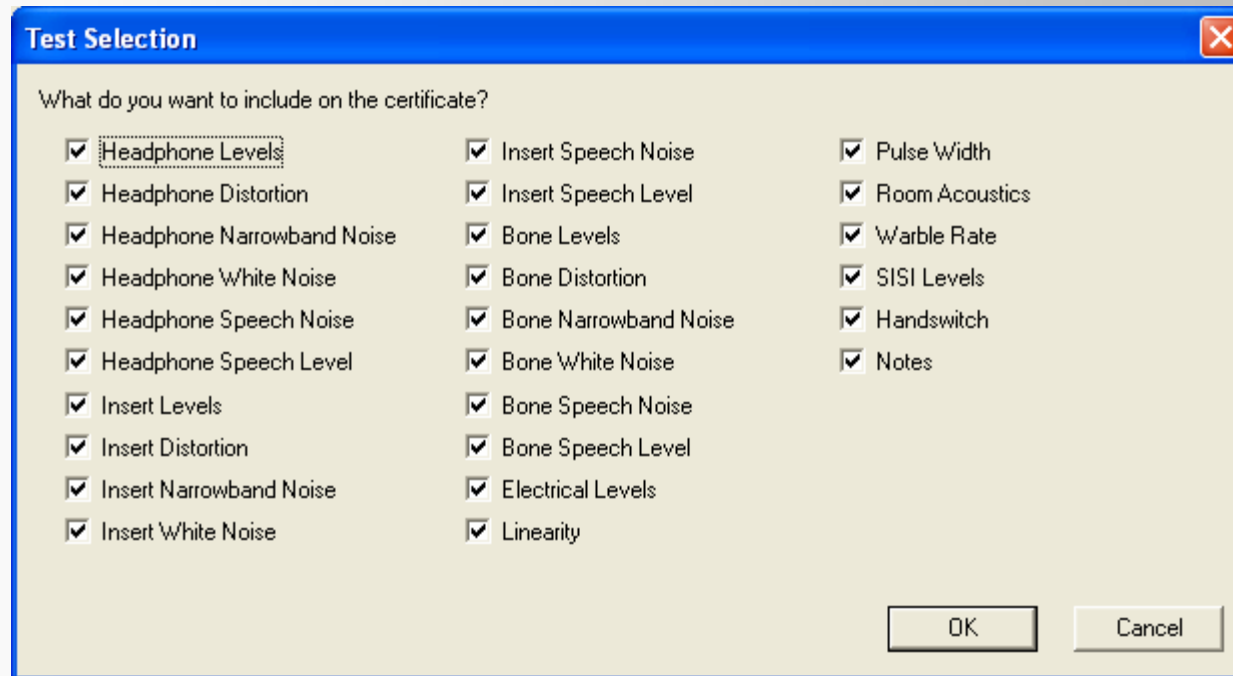 Test Selection
What do you want to include on the certificate?
Headphone Levels
Headphone Distortion
Headphone Narrowband Noise
Headphone White Noise
Headphone Speech Noise
Headphone Speech Level
Insert Levels
Insert Distortion
Insert Narrowband Noise
Insert White Noise
Insert Speech Noise
Insert Speech Level
Bone Levels
Bone Distortion
Bone Narrowband Noise
Bone White Noise
Bone Speech Noise
Bone Speech Level
Electrical Levels
Linearity
Pulse Width
Room Acoustics
Warble Rate
SISI Levels
Handswitch
Notes
OK
Cancel